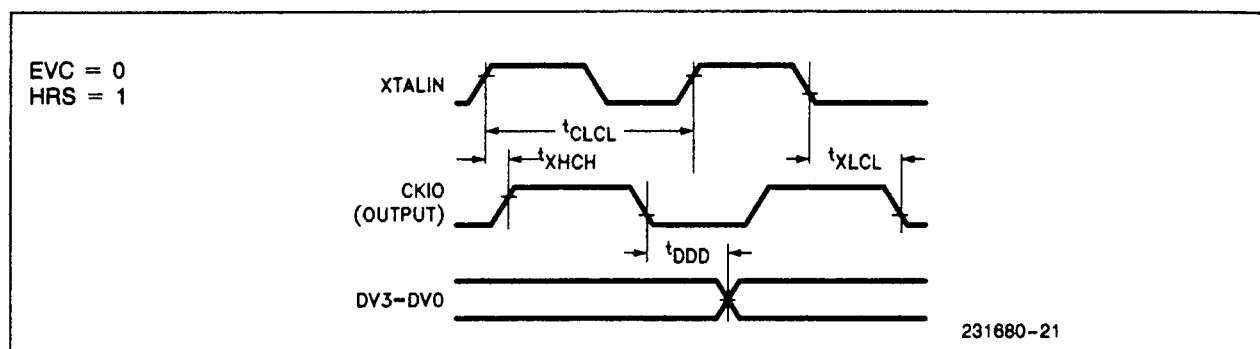 EVC = 0
HRS = 1
XTALIN
tCLCL
tXHCH
tXLCL
CKIO
(OUTPUT)
tDDD
DV3-DV0
231680-21